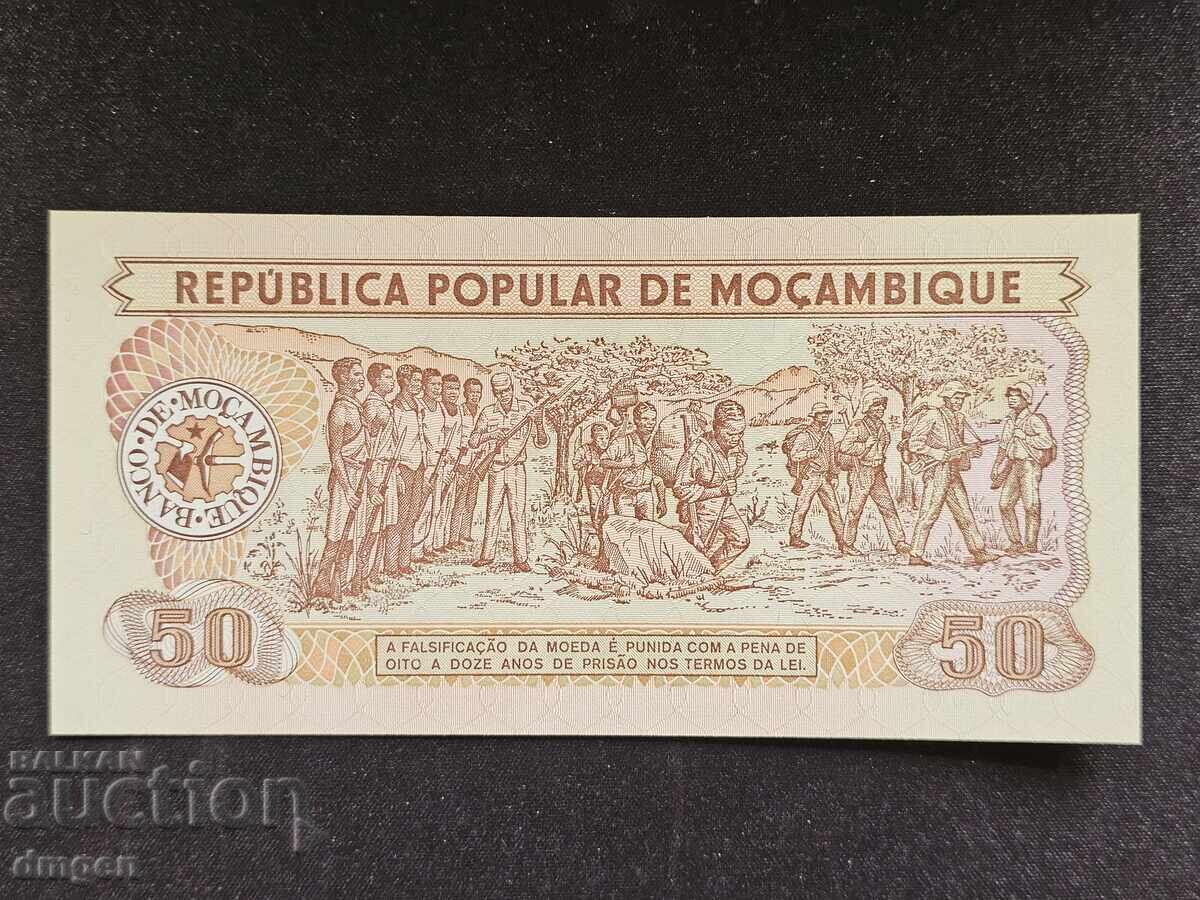 REPÚBLICA POPULAR DE MOÇAMBIQUE
BANCO·DE·MOÇAMBIQUE·
50
A FALSIFICAÇÃO DA MOEDA É PUNIDA COM A PENA DE
OITO A DOZE ANOS DE PRISÃO NOS TERMOS DA LEI.
50
BALKAN
auction
dmgen